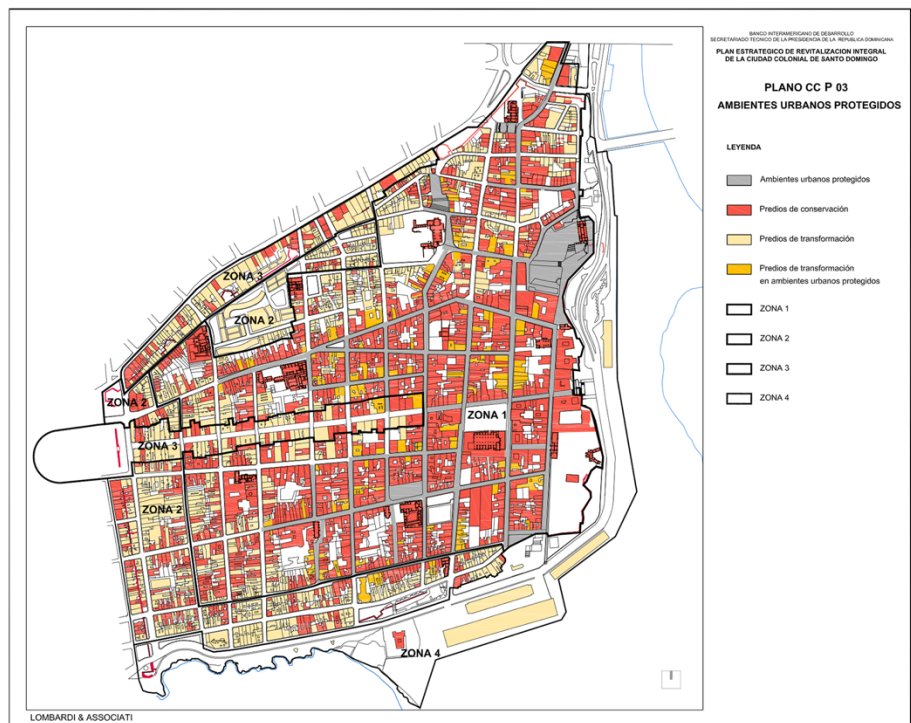 BANCO INTERAMERICANO DE DESARROLLO
SECRETARIADO TECNICO DE LA PRESIDENCIA DE LA REPUBLICA DOMINICANA
PLAN ESTRATEGICO DE REVITALIZACION INTEGRAL
DE LA CIUDAD COLONIAL DE SANTO DOMINGO
PLANO CC P 03
AMBIENTES URBANOS PROTEGIDOS
LEYENDA
Ambientes urbanos protegidos
Predios de conservación
Predios de transformación
Predios de transformación
en ambientes urbanos protegidos
ZONA 1
ZONA 2
ZONA 3
ZONA 4
ZONA 3
ZONA 2
ZONA 2
ZONA 1
ZONA 3
ZONA 2
ZONA 4
LOMBARDI & ASSOCIATI